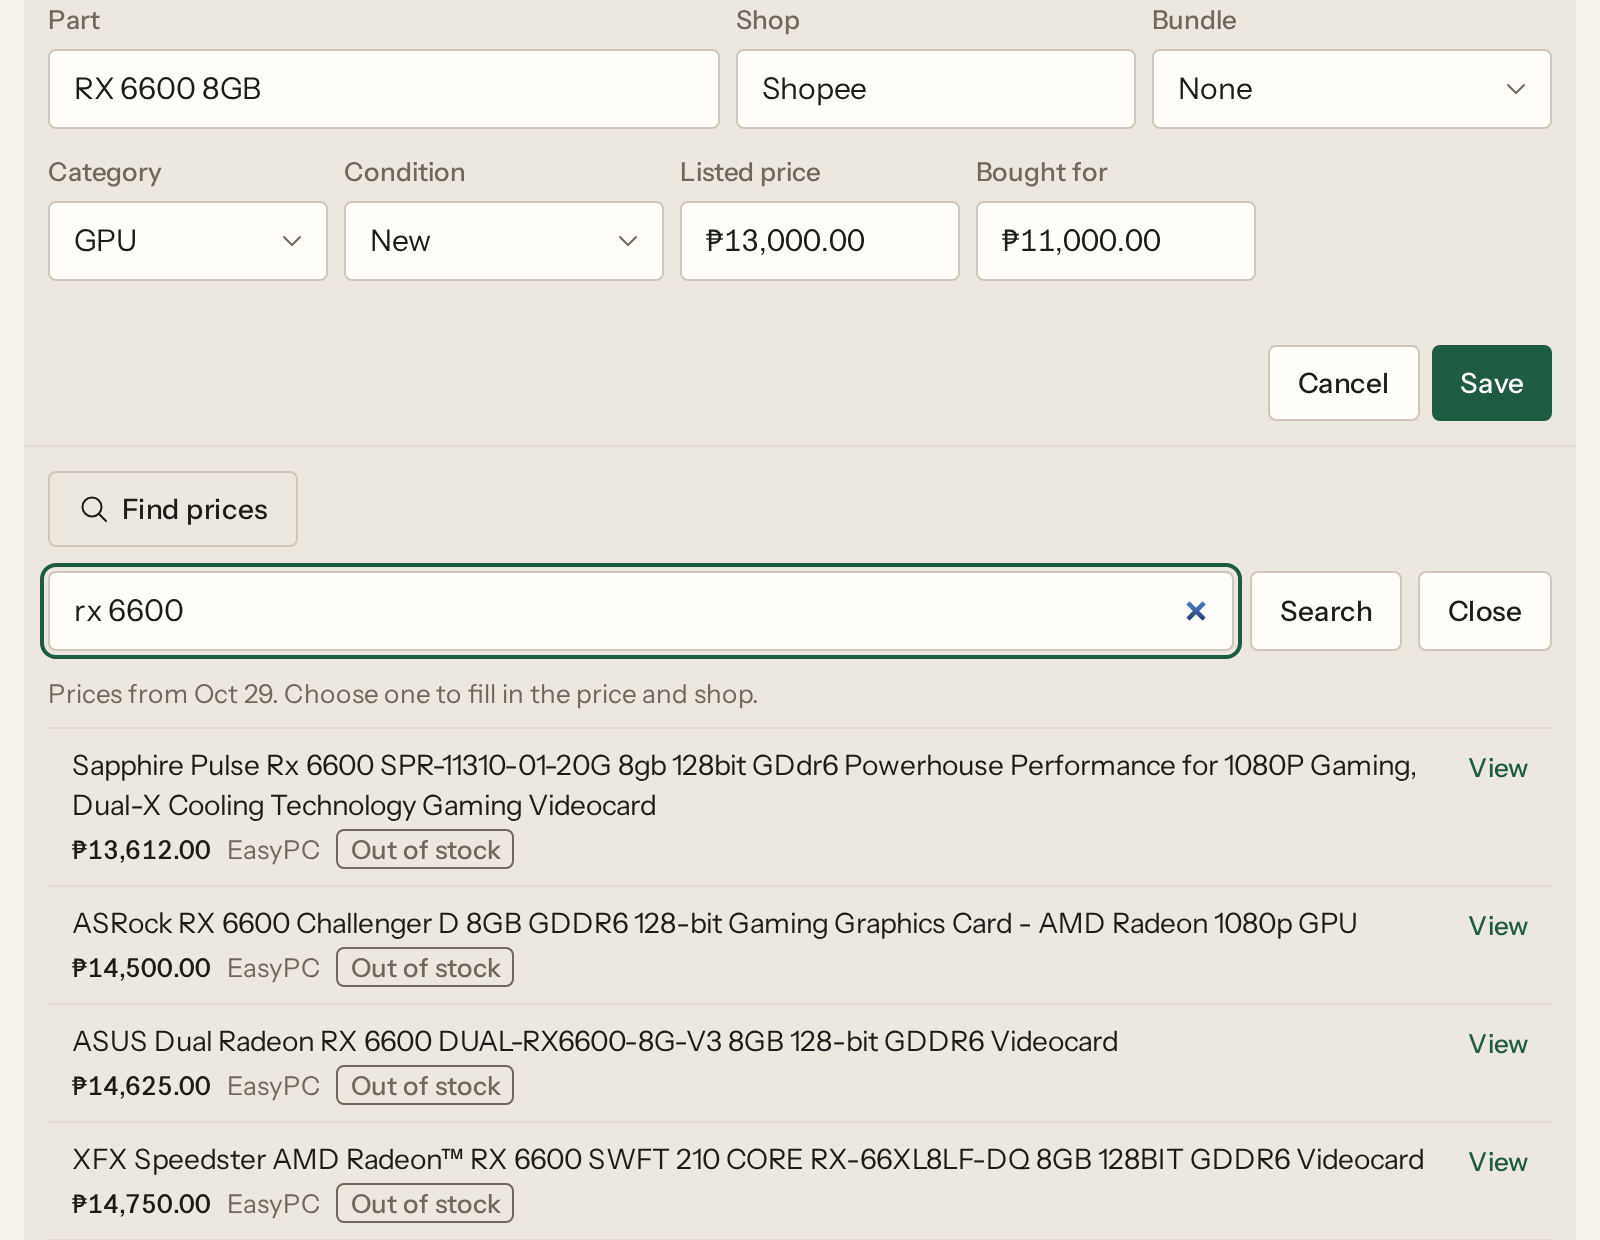 Part
Shop
Bundle
RX 6600 8GB
Shopee
None
Category
Condition
Listed price
Bought for
GPU
New
₱13,000.00
₱11,000.00
Cancel
Save
Find prices
rx 6600
Search
Close
Prices from Oct 29. Choose one to fill in the price and shop.
Sapphire Pulse Rx 6600 SPR-11310-01-20G 8gb 128bit GDdr6 Powerhouse Performance for 1080P Gaming,
View
Dual-X Cooling Technology Gaming Videocard
₱13,612.00 EasyPC Out of stock
ASRock RX 6600 Challenger D 8GB GDDR6 128-bit Gaming Graphics Card - AMD Radeon 1080p GPU
View
₱14,500.00 EasyPC Out of stock
ASUS Dual Radeon RX 6600 DUAL-RX6600-8G-V3 8GB 128-bit GDDR6 Videocard
View
₱14,625.00 EasyPC Out of stock
XFX Speedster AMD Radeon™ RX 6600 SWFT 210 CORE RX-66XL8LF-DQ 8GB 128BIT GDDR6 Videocard
View
₱14,750.00 EasyPC Out of stock